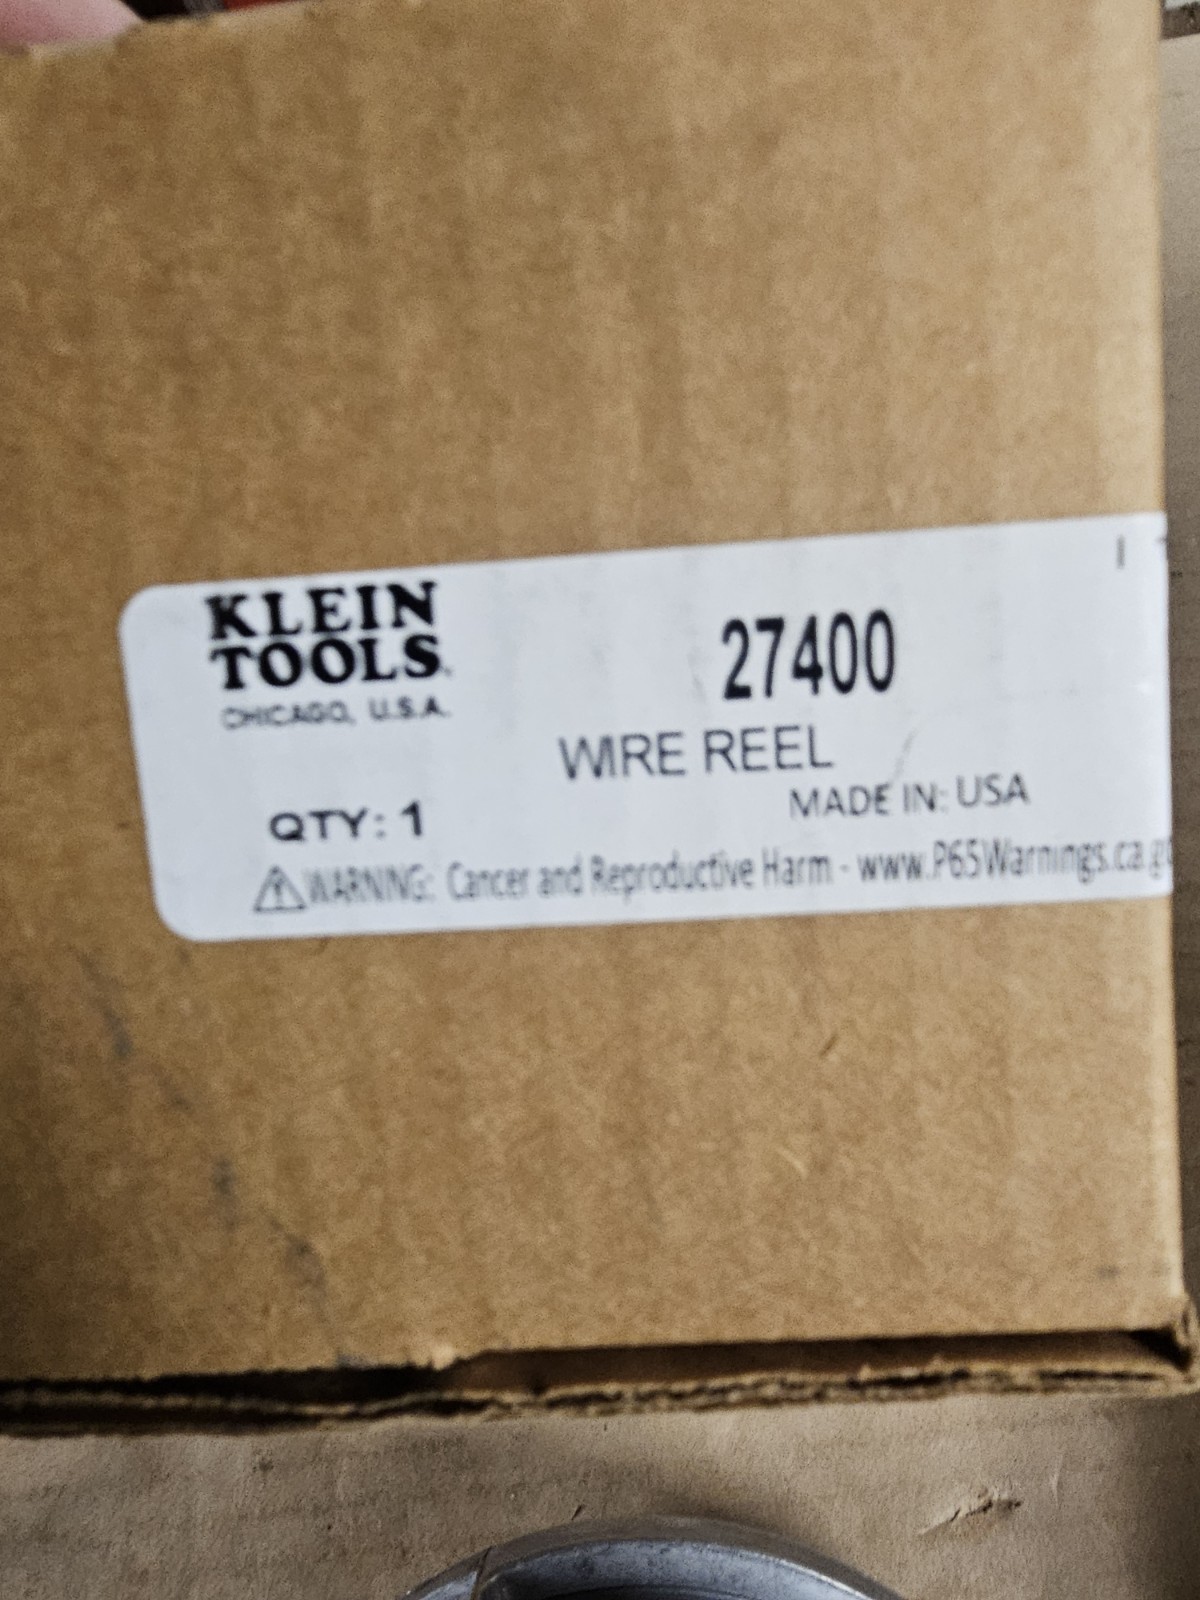 KLEIN
TOOLS
CHICAGO, U.S.A.
27400
WIRE REEL
MADE IN: USA
QTY: 1
WARNING: Cancer and Reproductive Harm - www.P65Warnings.ca.g